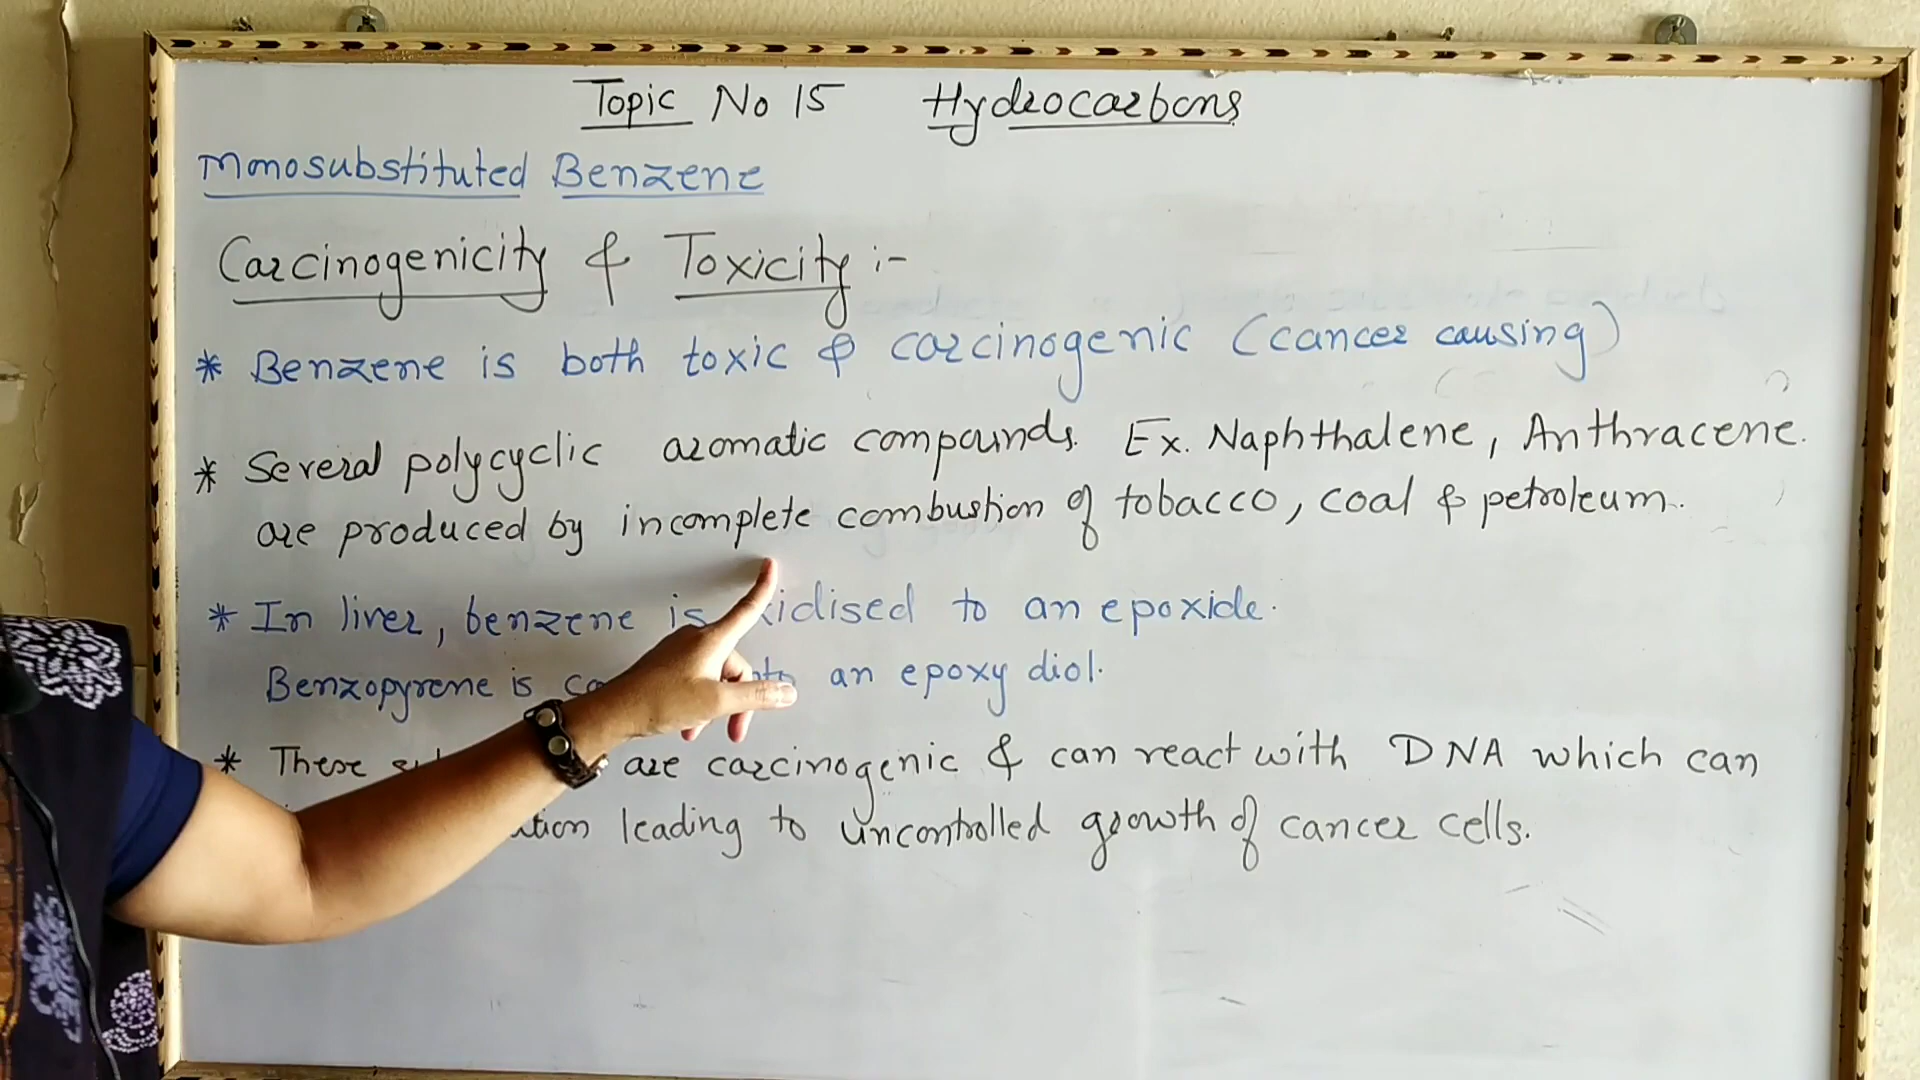 Topic No 15 Hydrocarbons
Monosubstituted Benzene
Carcinogenicity & Toxicity :-
* Benzene is both toxic & carcinogenic (cancer causing)
* Several polycyclic aromatic compounds. Ex. Naphthalene, Anthracene.
are produced by incomplete combustion of tobacco, coal & petroleum.
* In liver, benzene is to an epoxide.
Benzopyrene is an epoxy diol.
* These are carcinogenic & can react with DNA which can
leading to uncontrolled growth of cancer cells.